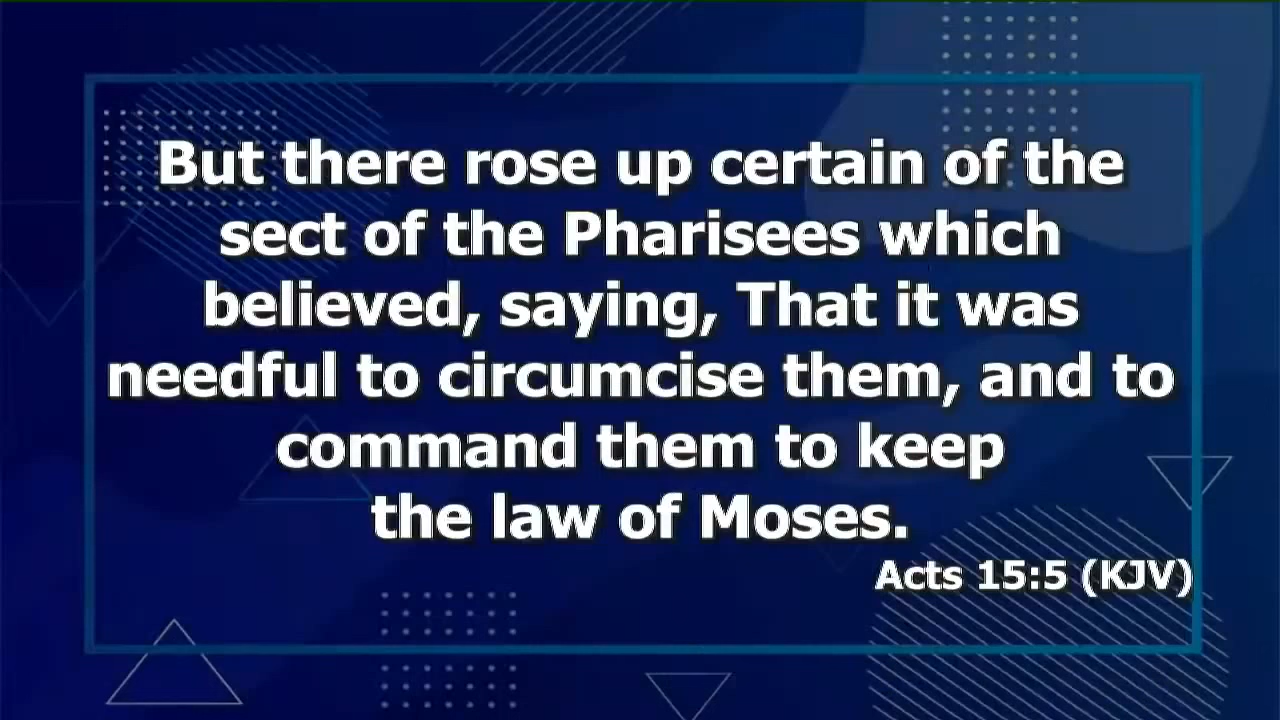 But there rose up certain of the
sect of the Pharisees which
believed, saying, That it was
needful to circumcise them, and to
command them to keep
the law of Moses.
Acts 15:5 (KJV)